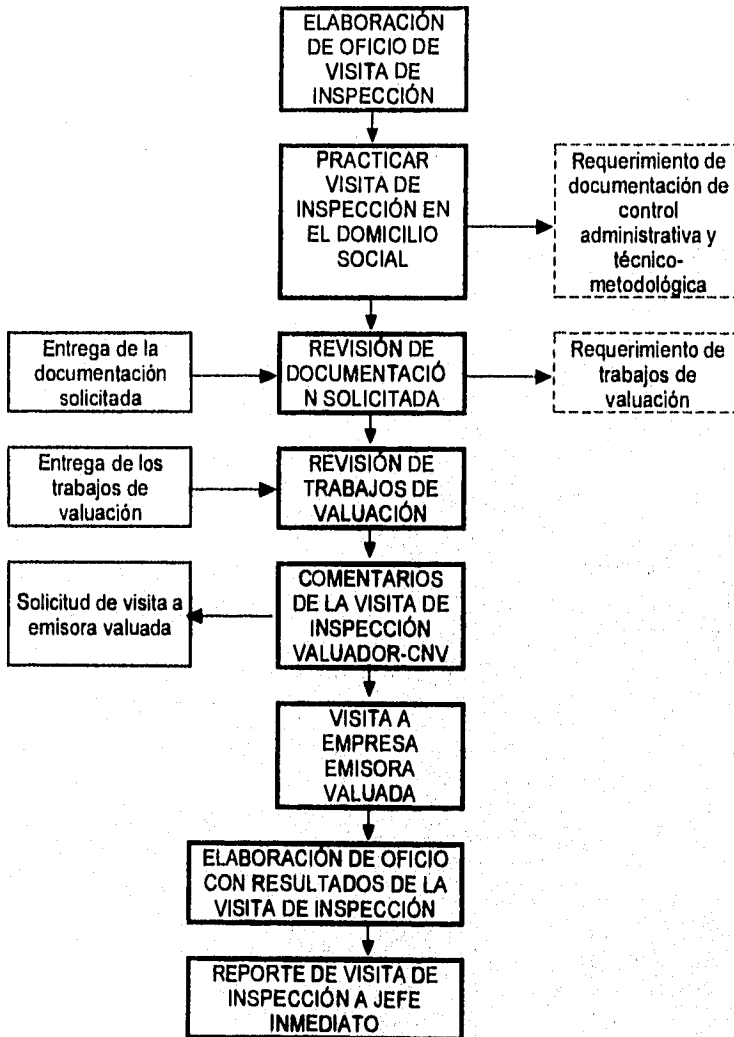 ELABORACIÓN
DE OFICIO DE
VISITA DE
INSPECCIÓN
PRACTICAR
VISITA DE
INSPECCIÓN EN
EL DOMICILIO
SOCIAL
Requerimiento de
documentación de
control
administrativa y
técnico-
metodológica
Entrega de la
documentación
solicitada
REVISIÓN DE
DOCUMENTACIÓ
N SOLICITADA
Requerimiento de
trabajos de
valuación
Entrega de los
trabajos de
valuación
REVISIÓN DE
TRABAJOS DE
VALUACIÓN
COMENTARIOS
DE LA VISITA DE
INSPECCIÓN
VALUADOR-CNV
Solicitud de visita a
emisora valuada
VISITA A
EMPRESA
EMISORA
VALUADA
ELABORACIÓN DE OFICIO
CON RESULTADOS DE LA
VISITA DE INSPECCIÓN
REPORTE DE VISITA DE
INSPECCIÓN A JEFE
INMEDIATO